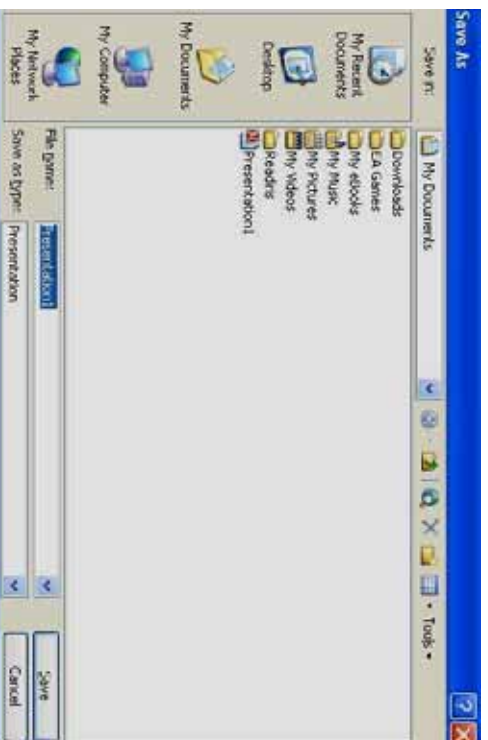 Save As
Save in:
My Documents
Tools
My Recent
Documents
Desktop
My Documents
My Computer
My Network
Places
Downloads
EA Games
My eBooks
My Music
My Pictures
My Videos
Readiris
Presentation1
File name:
Presentation1
Save
Save as type:
Presentation
Cancel